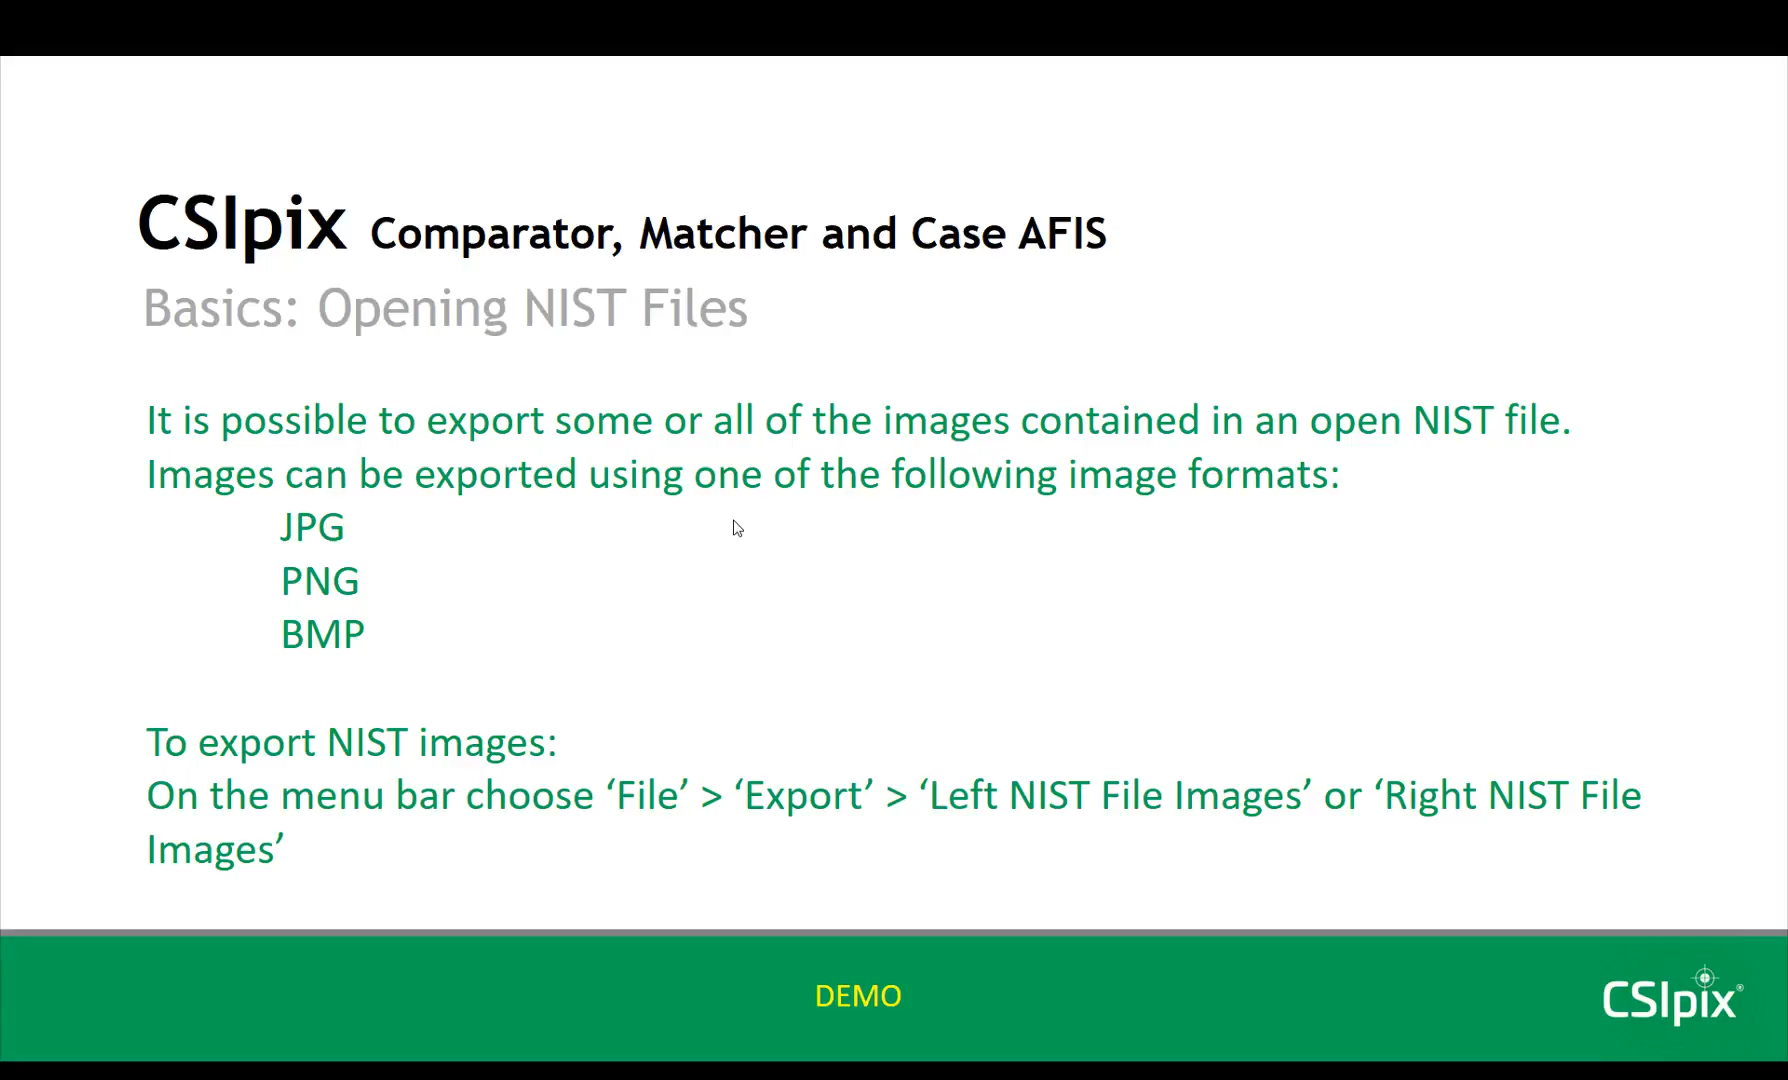 CSIpix Comparator, Matcher and Case AFIS
Basics: Opening NIST Files
It is possible to export some or all of the images contained in an open NIST file.
Images can be exported using one of the following image formats:
JPG
PNG
BMP
To export NIST images:
On the menu bar choose ‘File’ > ‘Export’ > ‘Left NIST File Images’ or ‘Right NIST File
Images’
DEMO
CSIpix®